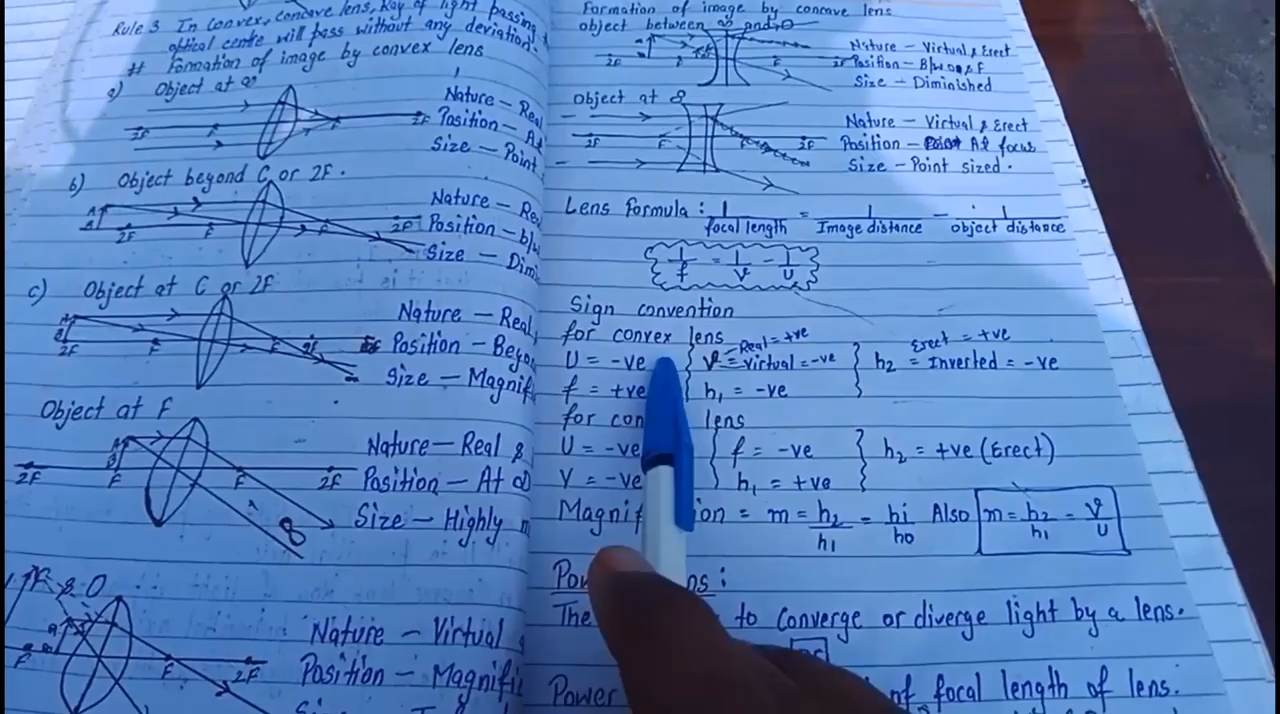 Rule 3 In convex, concave lens, Ray of light passing
optical centre will pass without any deviation.
# Formation of image by convex lens
a) Object at ∞
Nature - Real
Position - At
Size - Point
2F F F 2F
b) Object beyond C or 2F.
Nature - Rea
Position - b/w
Size - Dimi
2F F F 2F
c) Object at C or 2F
Nature - Real,
Position - Beyon
Size - Magnifi
2F F F 2F
Object at F
Nature - Real &
Position - At ∞
Size - Highly m
2F F F 2F
F & O
Nature - Virtual
Position - Magnific
F F 2F
Formation of image by concave lens
object between ∞ and O
Nature - Virtual & Erect
Position - B/w O & F
Size - Diminished
2F F 2F
Object at ∞
Nature - Virtual & Erect
Position - At focus
Size - Point sized.
2F F F 2F
Lens formula : 1/focal length = 1/Image distance - 1/object distance
1/f = 1/v - 1/u
Sign convention
for convex lens
U = -ve
f = +ve
v - Real = +ve
= virtual = -ve
h1 = -ve
Erect = +ve
h2 = Inverted = -ve
for con lens
U = -ve
V = -ve
f = -ve
h1 = +ve
h2 = +ve (Erect)
Magnif ion = m = h2/h1 = hi/ho Also m = h2/h1 = v/u
Pow ns :
The to converge or diverge light by a lens.
or
Power of focal length of lens.